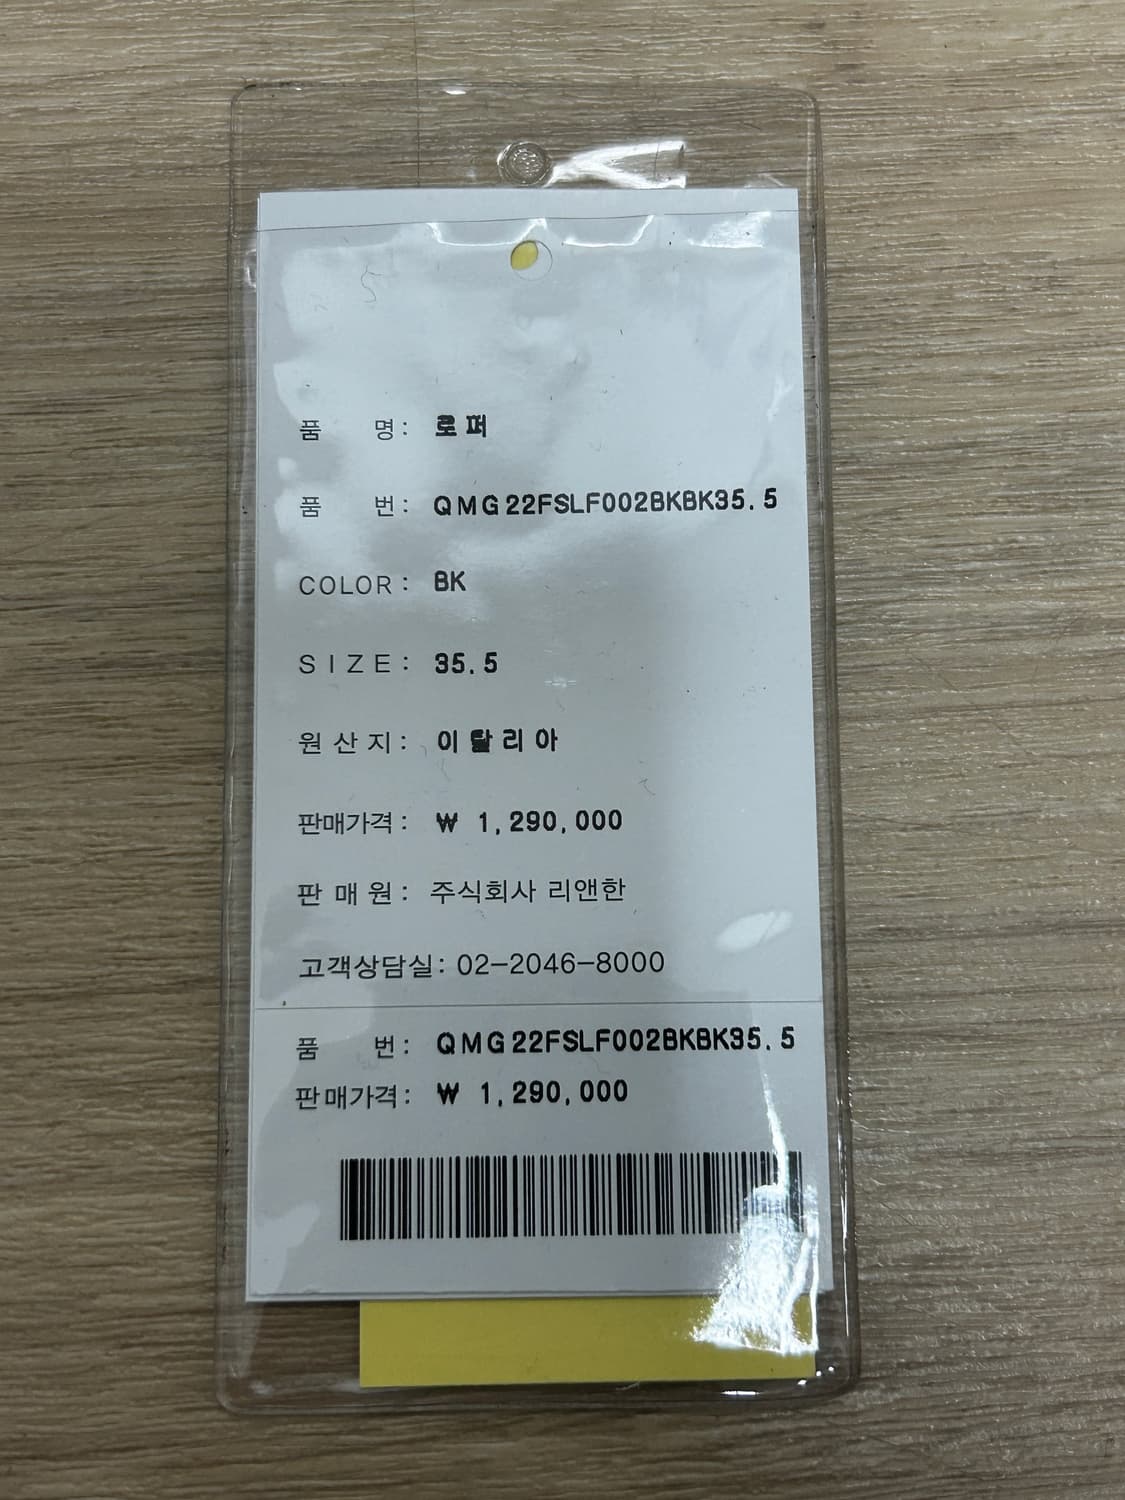 품 명 : 로퍼
품 번 : QMG22FSLF002BKBK35.5
COLOR : BK
SIZE : 35.5
원산지 : 이탈리아
판매가격 : ₩ 1,290,000
판매원 : 주식회사 리앤한
고객상담실: 02-2046-8000
품 번 : QMG22FSLF002BKBK35.5
판매가격 : ₩ 1,290,000